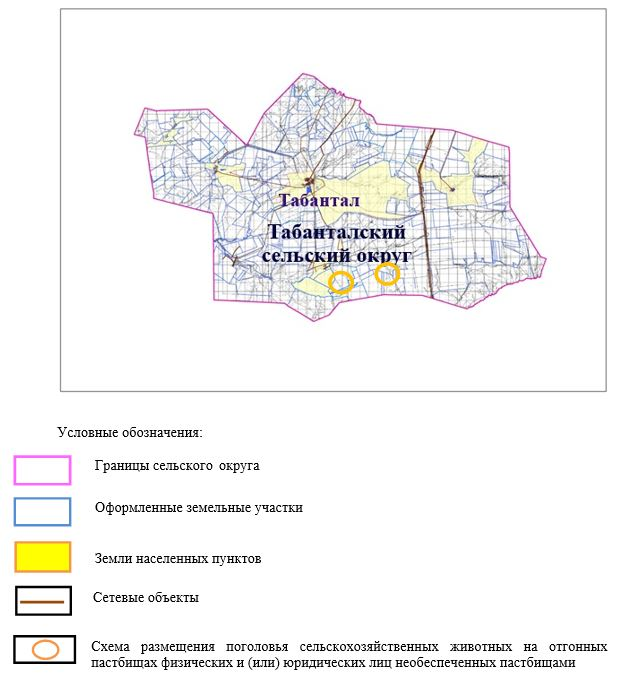 Табантал
Табанталский
сельский округ
Условные обозначения:
Границы сельского округа
Оформленные земельные участки
Земли населенных пунктов
Сетевые объекты
Схема размещения поголовья сельскохозяйственных животных на отгонных
пастбищах физических и (или) юридических лиц необеспеченных пастбищами